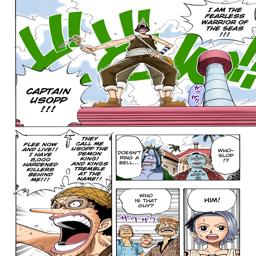 I AM THE
FEARLESS
WARRIOR
OF THE
SEAS ...
CAPTAIN
USOPP
!!!
THEY
CALL ME
USOPP THE
DEMON
KING! AND
KINGS
TREMBLE
AT THE
NAME!!
FLEE NOW
AND LIVE!!
I HAVE
8,000
HARDENED
KILLERS
BEHIND
ME!!!
WHO-
SLOP
!?
DOESN'T
RING A
BELL...
HIM!
WHO
IS THAT
GUY?